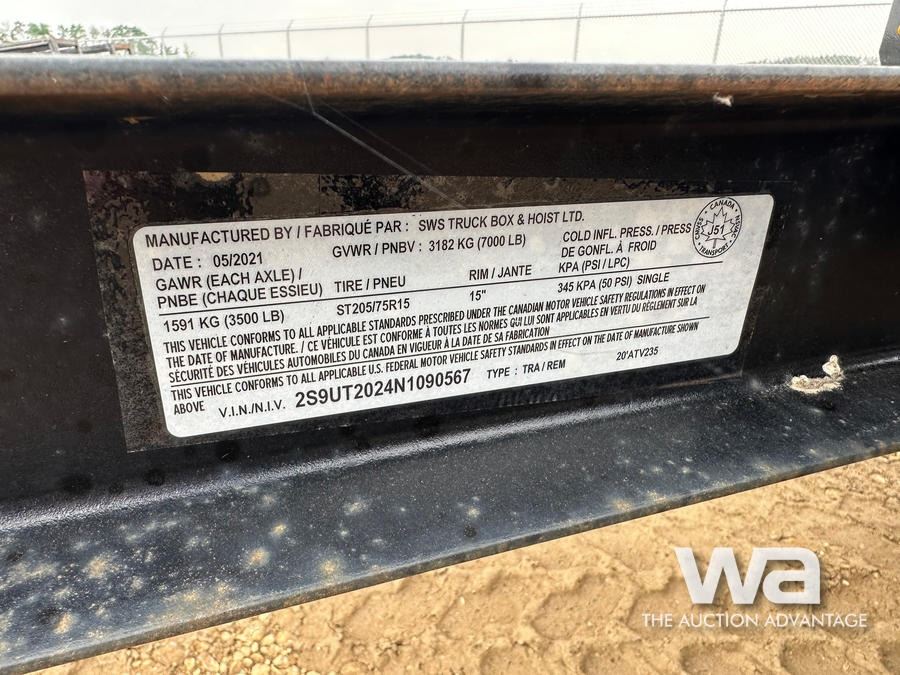 MANUFACTURED BY / FABRIQUÉ PAR : SWS TRUCK BOX & HOIST LTD.
DATE : 05/2021 GVWR / PNBV : 3182 KG (7000 LB) COLD INFL. PRESS. / PRESS
DE GONFL. À FROID
GAWR (EACH AXLE) / TIRE / PNEU RIM / JANTE KPA (PSI / LPC)
PNBE (CHAQUE ESSIEU)
1591 KG (3500 LB) ST205/75R15 15" 345 KPA (50 PSI) SINGLE
THIS VEHICLE CONFORMS TO ALL APPLICABLE STANDARDS PRESCRIBED UNDER THE CANADIAN MOTOR VEHICLE SAFETY REGULATIONS IN EFFECT ON
THE DATE OF MANUFACTURE. / CE VÉHICULE EST CONFORME À TOUTES LES NORMES QUI LUI SONT APPLICABLES EN VERTU DU RÈGLEMENT SUR LA
SÉCURITÉ DES VÉHICULES AUTOMOBILES DU CANADA EN VIGUEUR À LA DATE DE SA FABRICATION
THIS VEHICLE CONFORMS TO ALL APPLICABLE U.S. FEDERAL MOTOR VEHICLE SAFETY STANDARDS IN EFFECT ON THE DATE OF MANUFACTURE SHOWN
ABOVE V.I.N./N.I.V. 2S9UT2024N1090567 TYPE : TRA / REM 20'ATV235
CANADA
J51
TRANSPORT
wa
THE AUCTION ADVANTAGE